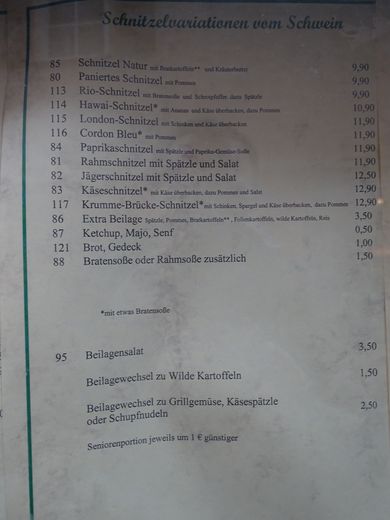 Schnitzelvariationen vom Schwein
85 Schnitzel Natur mit Bratkartoffeln** und Kräuterbutter 9,90
80 Paniertes Schnitzel mit Pommes 9,90
113 Rio-Schnitzel mit Bratensoße und Schnupfnudeln dazu Spätzle 9,90
114 Hawai-Schnitzel* mit Ananas und Käse überbacken, dazu Pommes 10,90
115 London-Schnitzel mit Schinken und Käse überbacken 11,90
116 Cordon Bleu* mit Pommes 11,90
84 Paprikaschnitzel mit Spätzle und Paprika-Gemüse-Soße 11,90
81 Rahmschnitzel mit Spätzle und Salat 11,90
82 Jägerschnitzel mit Spätzle und Salat 12,50
83 Käseschnitzel* mit Käse überbacken, dazu Pommes und Salat 12,90
117 Krumme-Brücke-Schnitzel* mit Schinken, Spargel und Käse überbacken, dazu Pommes 12,90
86 Extra Beilage Spätzle, Pommes, Bratkartoffeln**, Folienkartoffeln, wilde Kartoffeln, Reis 3,50
87 Ketchup, Majo, Senf 0,50
121 Brot, Gedeck 1,00
88 Bratensoße oder Rahmsoße zusätzlich 1,50
*mit etwas Bratensoße
95 Beilagensalat 3,50
Beilagewechsel zu Wilde Kartoffeln 1,50
Beilagewechsel zu Grillgemüse, Käsespätzle
oder Schupfnudeln 2,50
Seniorenportion jeweils um 1 € günstiger